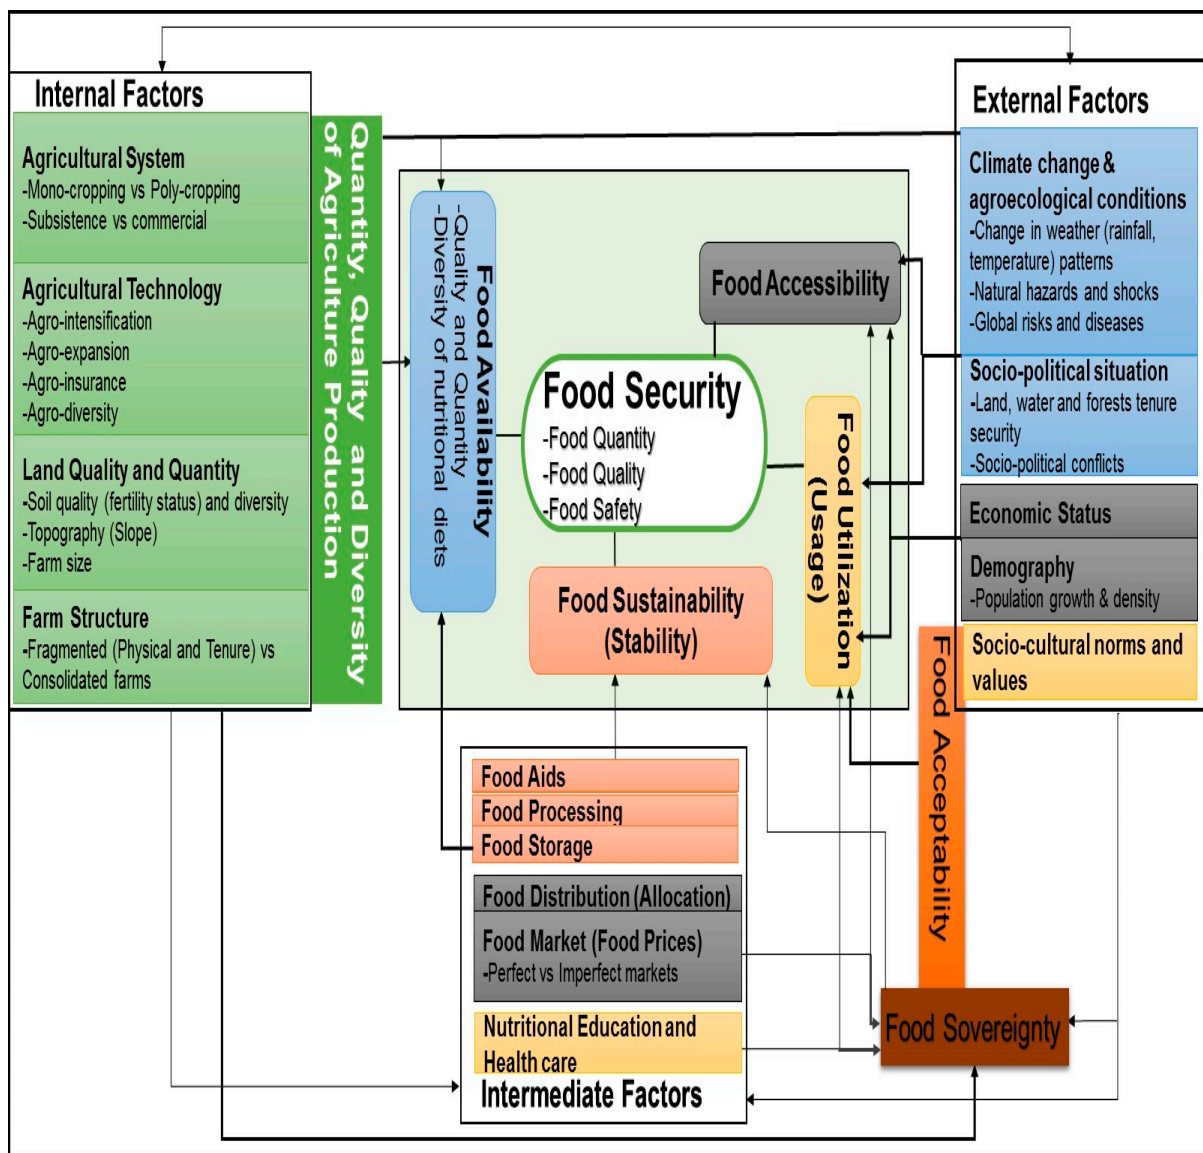 Internal Factors
Agricultural System
-Mono-cropping vs Poly-cropping
-Subsistence vs commercial
Agricultural Technology
-Agro-intensification
-Agro-expansion
-Agro-insurance
-Agro-diversity
Land Quality and Quantity
-Soil quality (fertility status) and diversity
-Topography (Slope)
-Farm size
Farm Structure
-Fragmented (Physical and Tenure) vs
Consolidated farms
Quantity, Quality and Diversity
of Agriculture Production
Food Availability
-Quality and Quantity
-Diversity of nutritional diets
Food Security
-Food Quantity
-Food Quality
-Food Safety
Food Accessibility
Food Utilization
(Usage)
Food Sustainability
(Stability)
External Factors
Climate change &
agroecological conditions
-Change in weather (rainfall,
temperature) patterns
-Natural hazards and shocks
-Global risks and diseases
Socio-political situation
-Land, water and forests tenure
security
-Socio-political conflicts
Economic Status
Demography
-Population growth & density
Socio-cultural norms and
values
Food Acceptability
Food Sovereignty
Food Aids
Food Processing
Food Storage
Food Distribution (Allocation)
Food Market (Food Prices)
-Perfect vs Imperfect markets
Nutritional Education and
Health care
Intermediate Factors